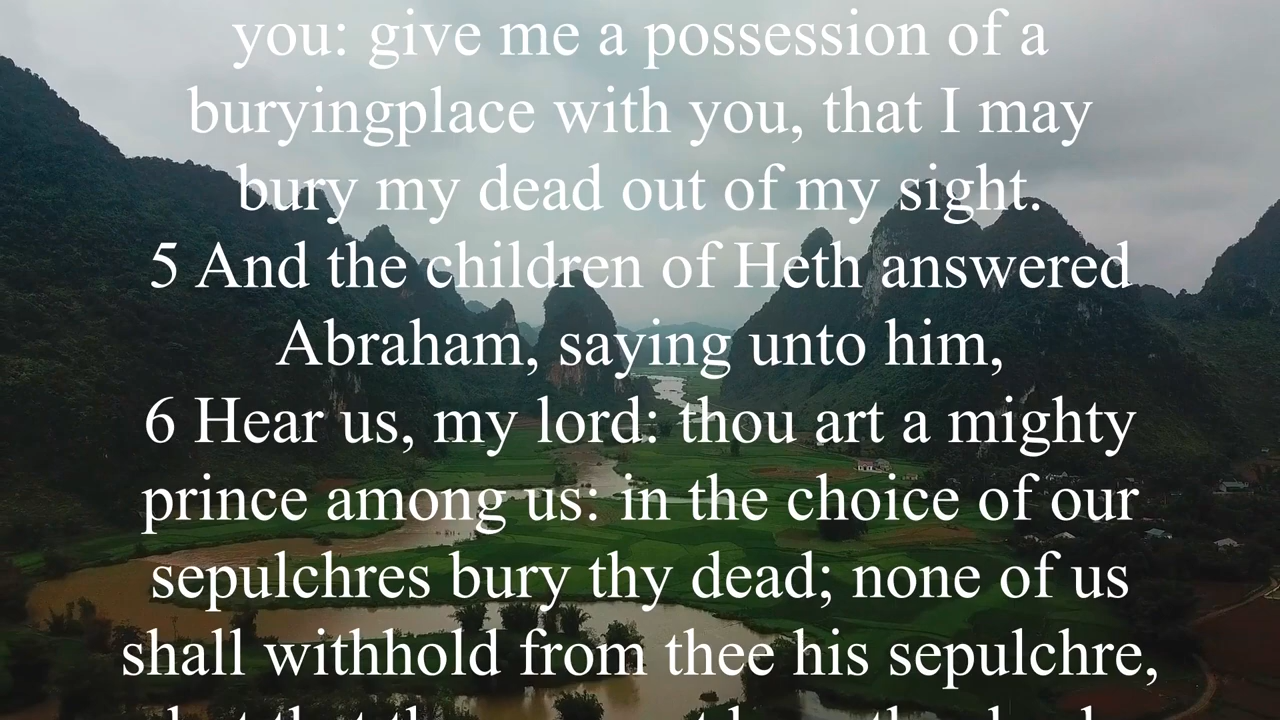 you: give me a possession of a
buryingplace with you, that I may
bury my dead out of my sight.
5 And the children of Heth answered
Abraham, saying unto him,
6 Hear us, my lord: thou art a mighty
prince among us: in the choice of our
sepulchres bury thy dead; none of us
shall withhold from thee his sepulchre,